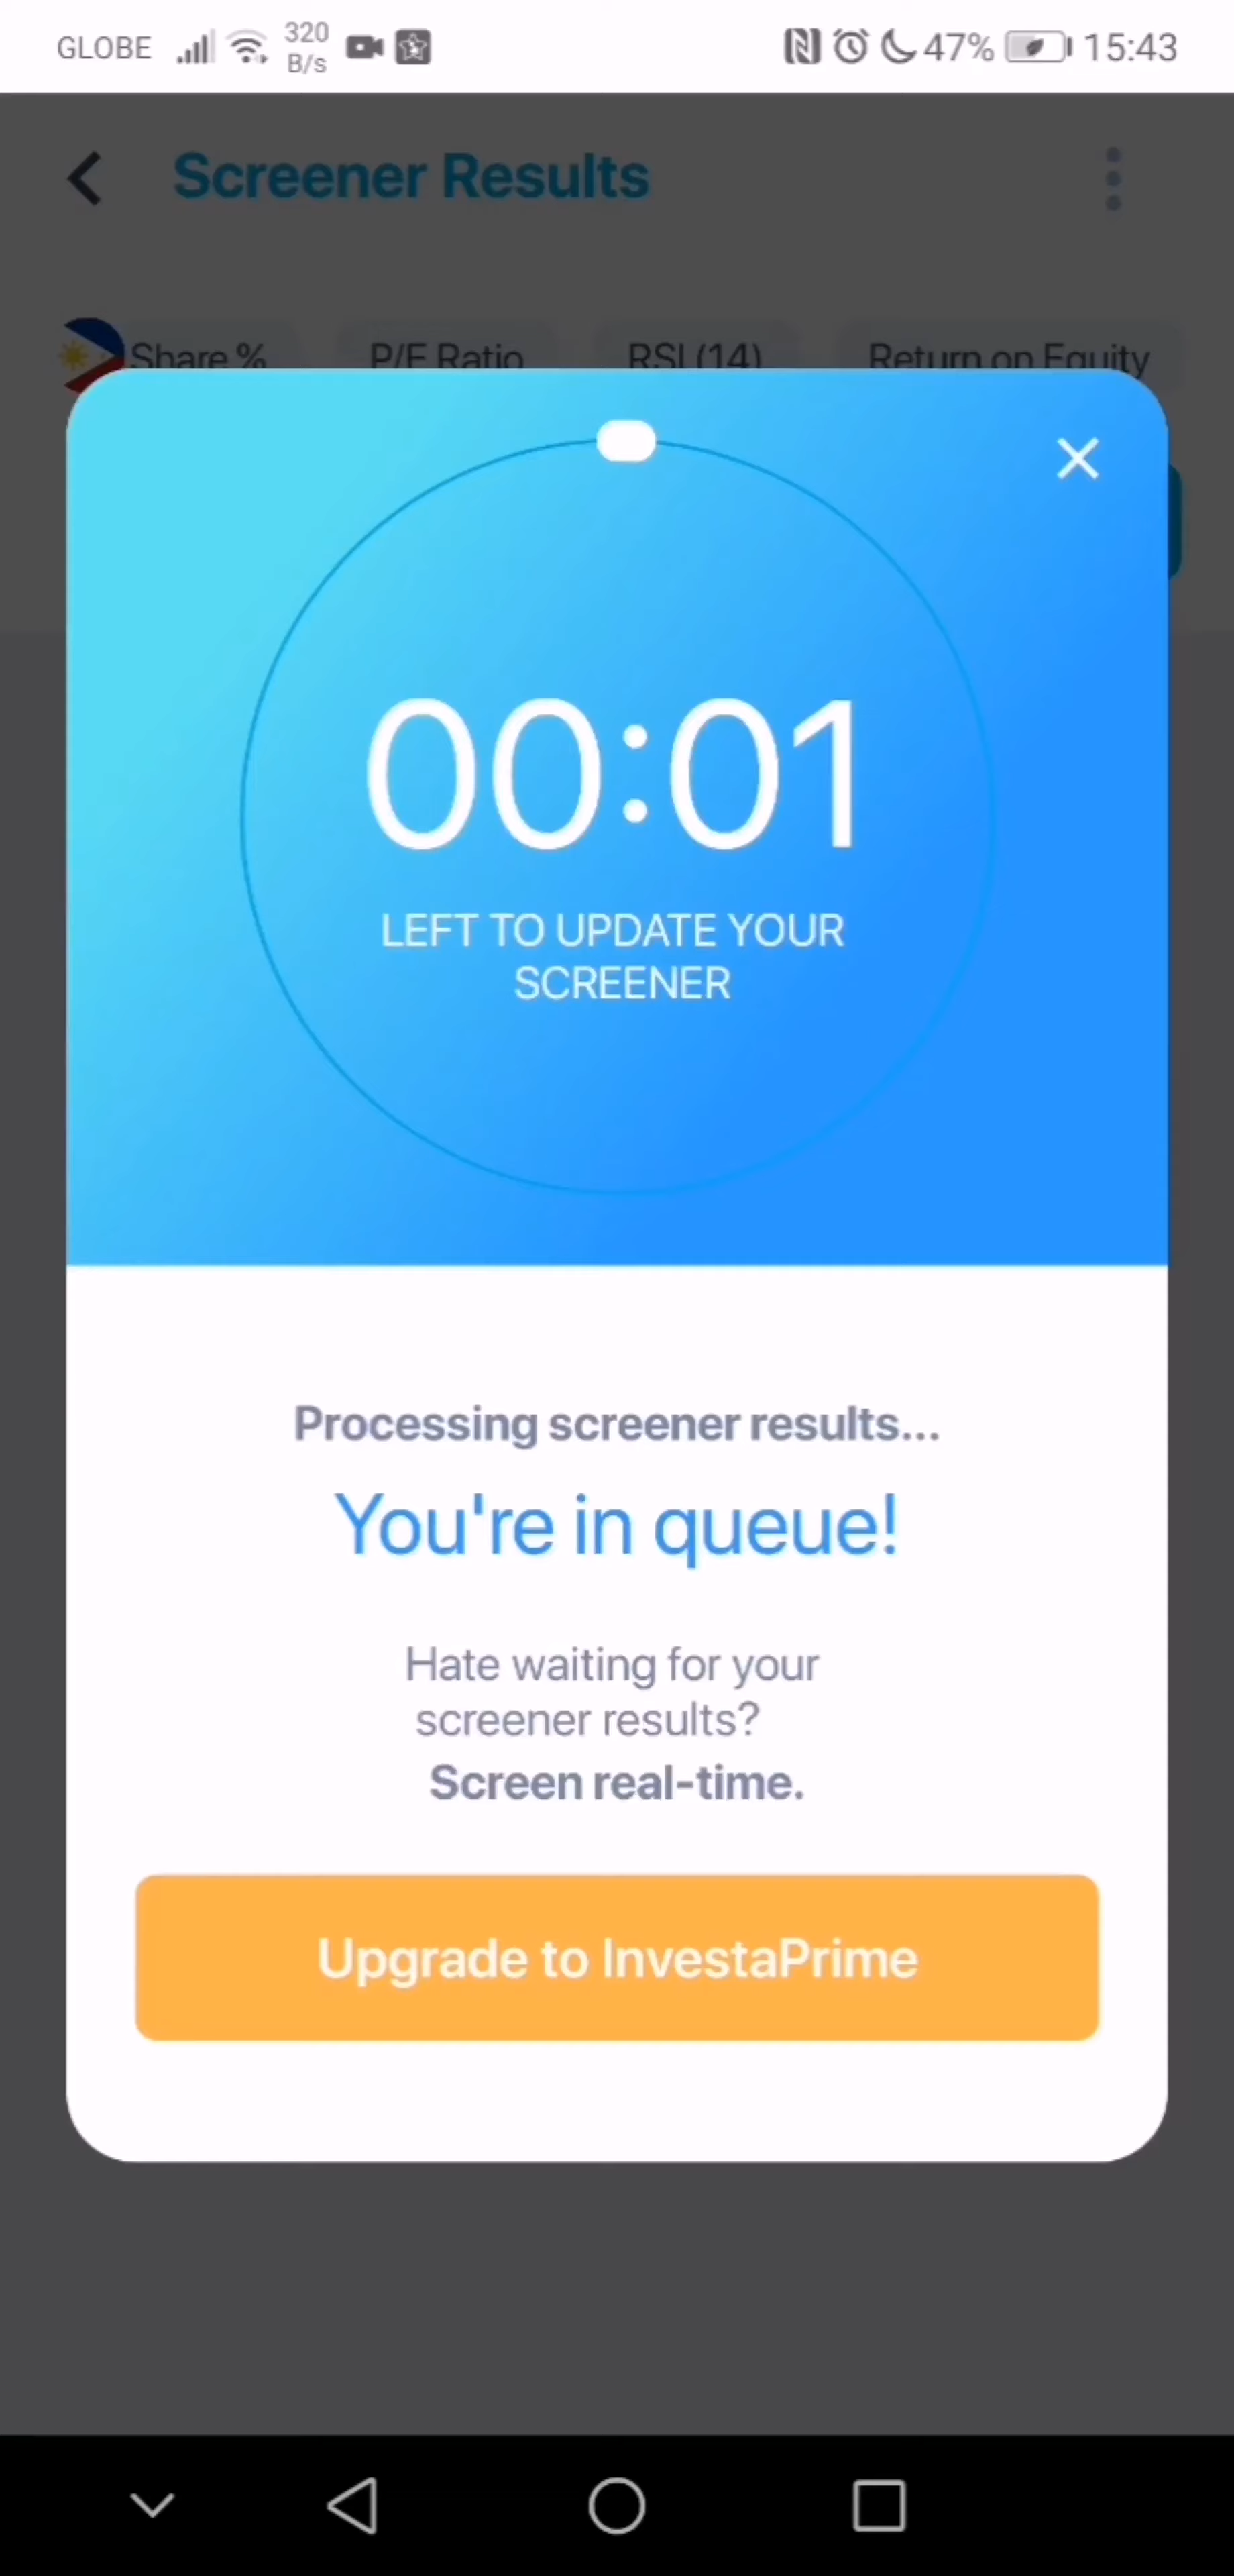 GLOBE 320 B/s 47% 15:43
Screener Results
Share % P/E Ratio RSI (14) Return on Equity
00:01
LEFT TO UPDATE YOUR
SCREENER
Processing screener results...
You're in queue!
Hate waiting for your
screener results?
Screen real-time.
Upgrade to InvestaPrime